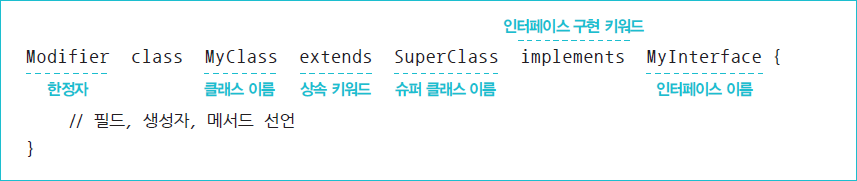 인터페이스 구현 키워드
Modifier class MyClass extends SuperClass implements MyInterface {
한정자 클래스 이름 상속 키워드 슈퍼 클래스 이름 인터페이스 이름
// 필드, 생성자, 메서드 선언
}